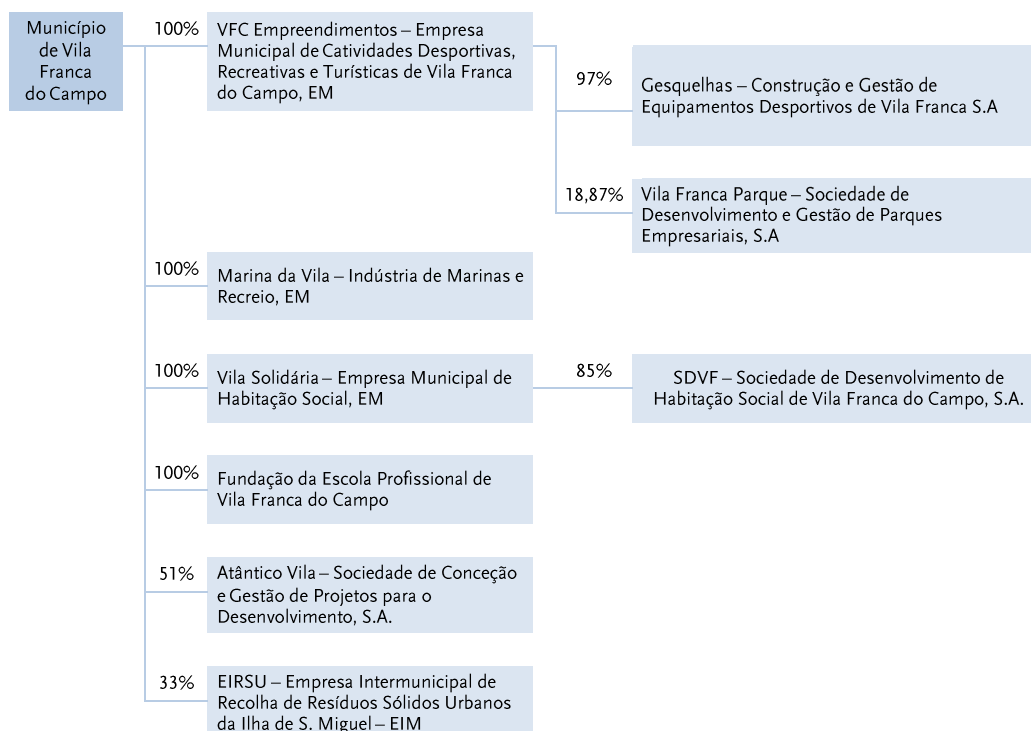 Município
de Vila
Franca
do Campo
100%
VFC Empreendimentos – Empresa
Municipal de Catividades Desportivas,
Recreativas e Turísticas de Vila Franca
do Campo, EM
97%
Gesquelhas – Construção e Gestão de
Equipamentos Desportivos de Vila Franca S.A
18,87%
Vila Franca Parque – Sociedade de
Desenvolvimento e Gestão de Parques
Empresariais, S.A
100%
Marina da Vila – Indústria de Marinas e
Recreio, EM
100%
Vila Solidária – Empresa Municipal de
Habitação Social, EM
85%
SDVF – Sociedade de Desenvolvimento de
Habitação Social de Vila Franca do Campo, S.A.
100%
Fundação da Escola Profissional de
Vila Franca do Campo
51%
Atântico Vila – Sociedade de Conceção
e Gestão de Projetos para o
Desenvolvimento, S.A.
33%
EIRSU – Empresa Intermunicipal de
Recolha de Resíduos Sólidos Urbanos
da Ilha de S. Miguel – EIM